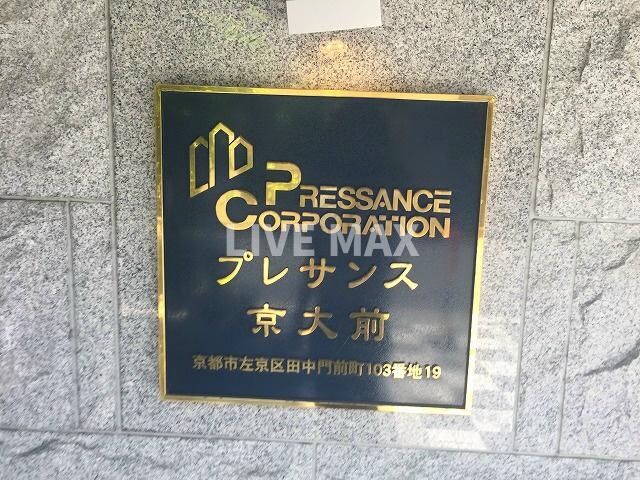 PRESSANCE
CORPORATION
LIVE MAX
プレサンス
京大前
京都市左京区田中門前町103番地19